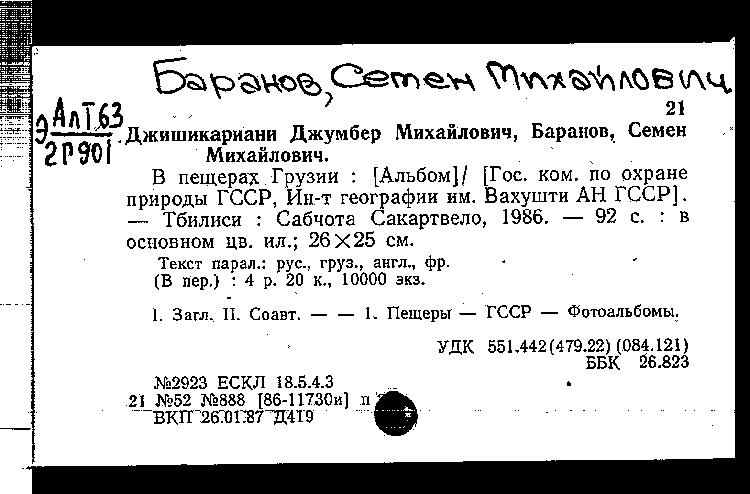 Баранов, Семен Михайлович
21
Э АлТ.63
2Г901
Джишикариани Джумбер Михайлович, Баранов, Семен
Михайлович.
В пещерах Грузии : [Альбом]/ [Гос. ком. по охране
природы ГССР, Ин-т географии им. Вахушти АН ГССР].
— Тбилиси : Сабчота Сакартвело, 1986. — 92 с. : в
основном цв. ил.; 26×25 см.
Текст парал.: рус., груз., англ., фр.
(В пер.) : 4 р. 20 к., 10000 экз.
I. Загл. II. Соавт. — — 1. Пещеры — ГССР — Фотоальбомы.
УДК 551.442(479.22)(084.121)
ББК 26.823
№2923 ЕСКЛ 18.5.4.3
21 №52 №888 [86-11730и] п
ВКП 26.01.87 Д419